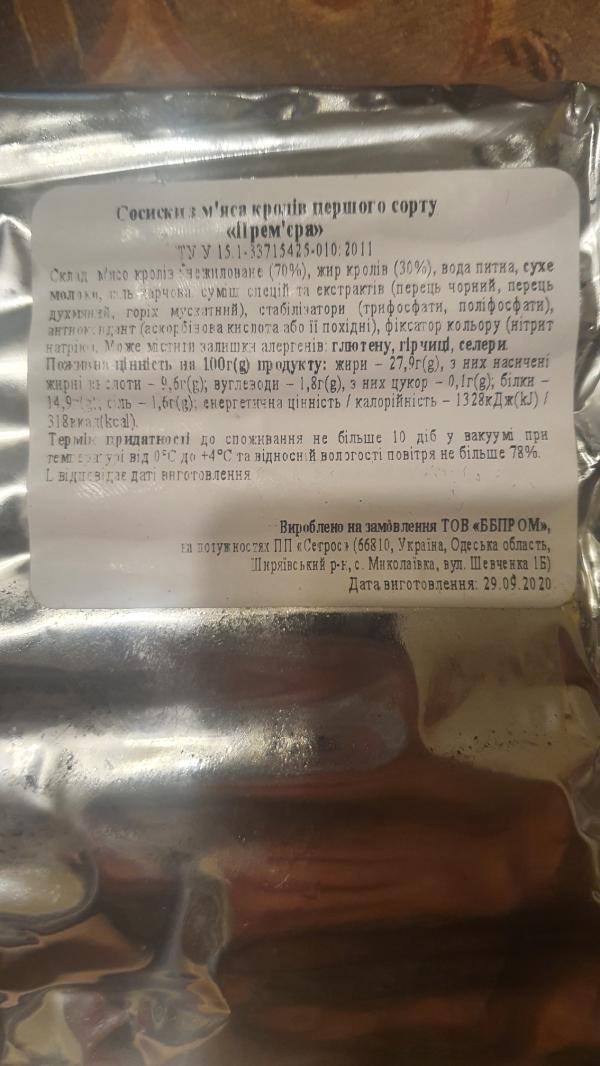 Сосиски з м'яса кролів першого сорту
«Прем'єра»
ТУ У 15.1-33715425-010:2011
Склад м'ясо кролів знежиловане (70%), жир кролів (30%), вода питна, сухе
молоко, сіль харчова, суміш спецій та екстрактів (перець чорний, перець
духмяний, горіх мускатний), стабілізатори (трифосфати, поліфосфати),
антиоксидант (аскорбінова кислота або її похідні), фіксатор кольору (нітрит
натрію). Може містити залишки алергенів: глютену, гірчиці, селери.
Поживна цінність на 100г(g) продукту: жири – 27,9г(g), з них насичені
жирні кислоти – 9,6г(g); вуглеводи – 1,8г(g), з них цукор – 0,1г(g); білки –
14,9г(g); сіль – 1,6г(g); енергетична цінність / калорійність – 1328кДж(kJ) /
318ккал(kcal).
Термін придатності до споживання не більше 10 діб у вакуумі при
температурі від 0°C до +4°C та відносній вологості повітря не більше 78%.
L відповідає даті виготовлення
Вироблено на замовлення ТОВ «ББПРОМ»,
на потужностях ПП «Сегрос» (66810, Україна, Одеська область,
Ширяївський р-н, с. Миколаївка, вул. Шевченка 1Б)
Дата виготовлення: 29.09.2020